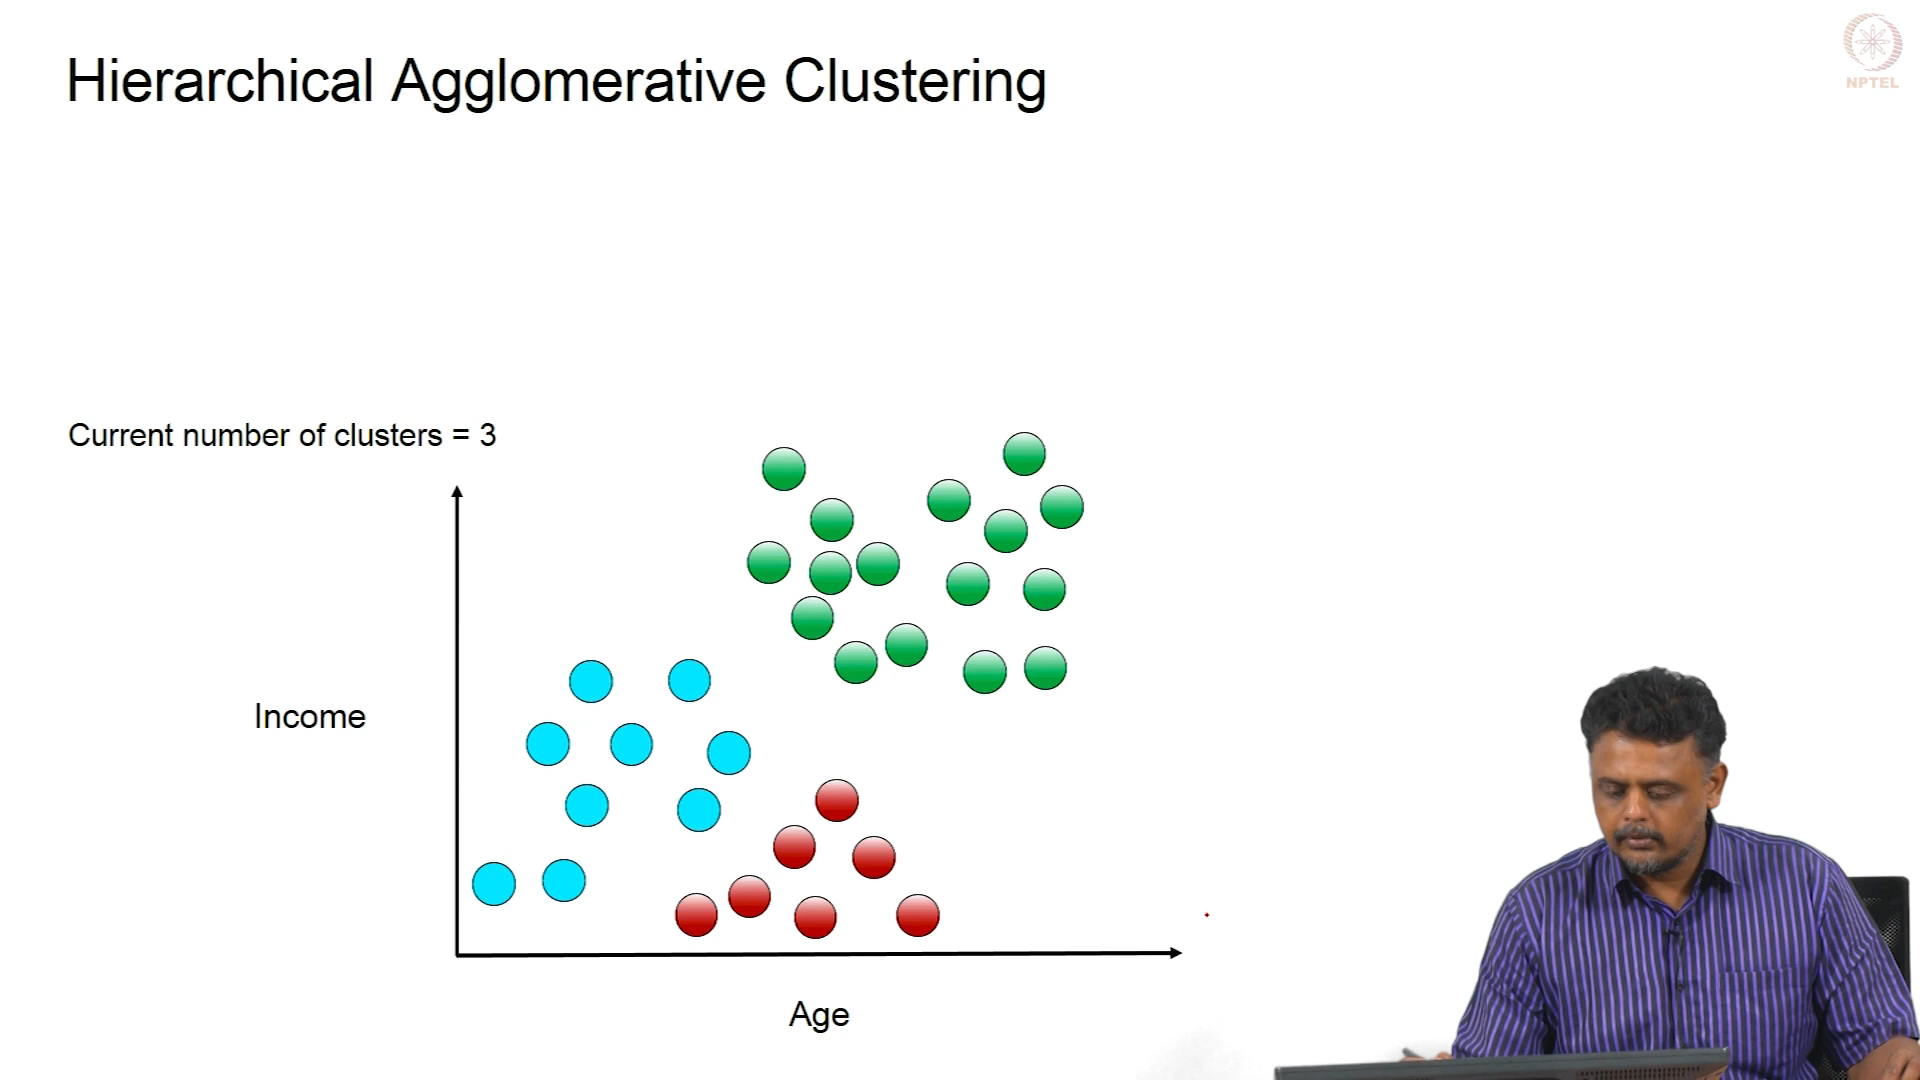 Hierarchical Agglomerative Clustering
NPTEL
Current number of clusters = 3
Income
Age